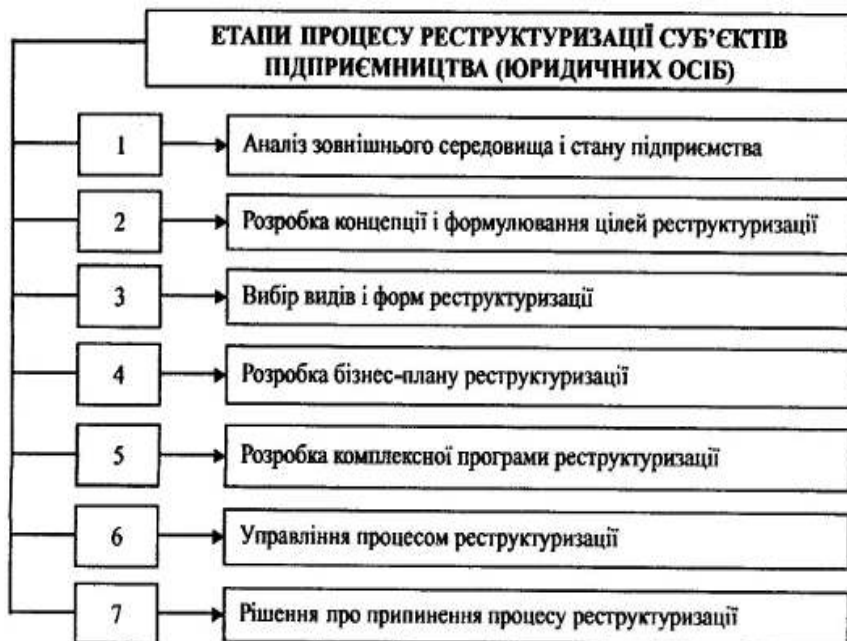 ЕТАПИ ПРОЦЕСУ РЕСТРУКТУРИЗАЦІЇ СУБ'ЄКТІВ
ПІДПРИЄМНИЦТВА (ЮРИДИЧНИХ ОСІБ)
1 Аналіз зовнішнього середовища і стану підприємства
2 Розробка концепції і формулювання цілей реструктуризації
3 Вибір видів і форм реструктуризації
4 Розробка бізнес-плану реструктуризації
5 Розробка комплексної програми реструктуризації
6 Управління процесом реструктуризації
7 Рішення про припинення процесу реструктуризації